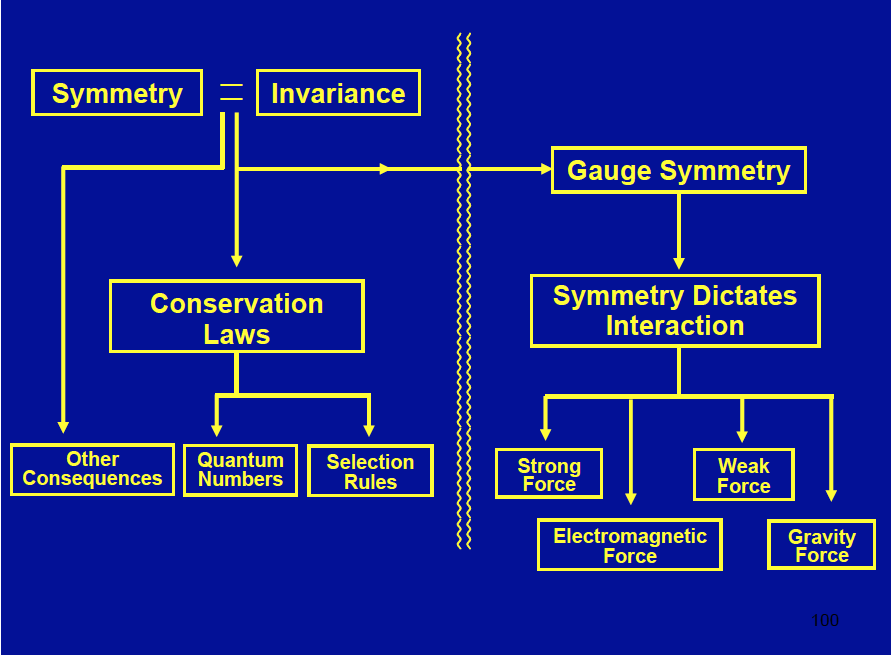 Symmetry
Invariance
Gauge Symmetry
Conservation
Laws
Symmetry Dictates
Interaction
Other
Consequences
Quantum
Numbers
Selection
Rules
Strong
Force
Weak
Force
Electromagnetic
Force
Gravity
Force
100